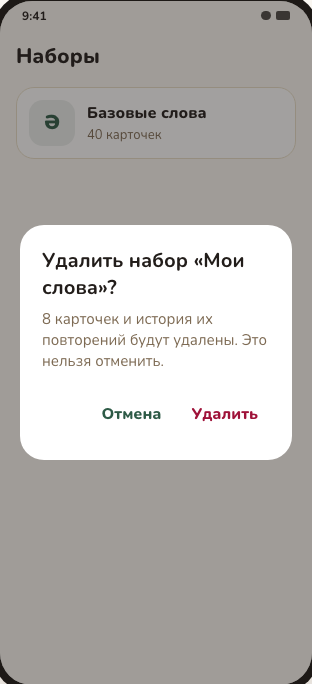 9:41
Наборы
ә
Базовые слова
40 карточек
Удалить набор «Мои
слова»?
8 карточек и история их
повторений будут удалены. Это
нельзя отменить.
Отмена
Удалить